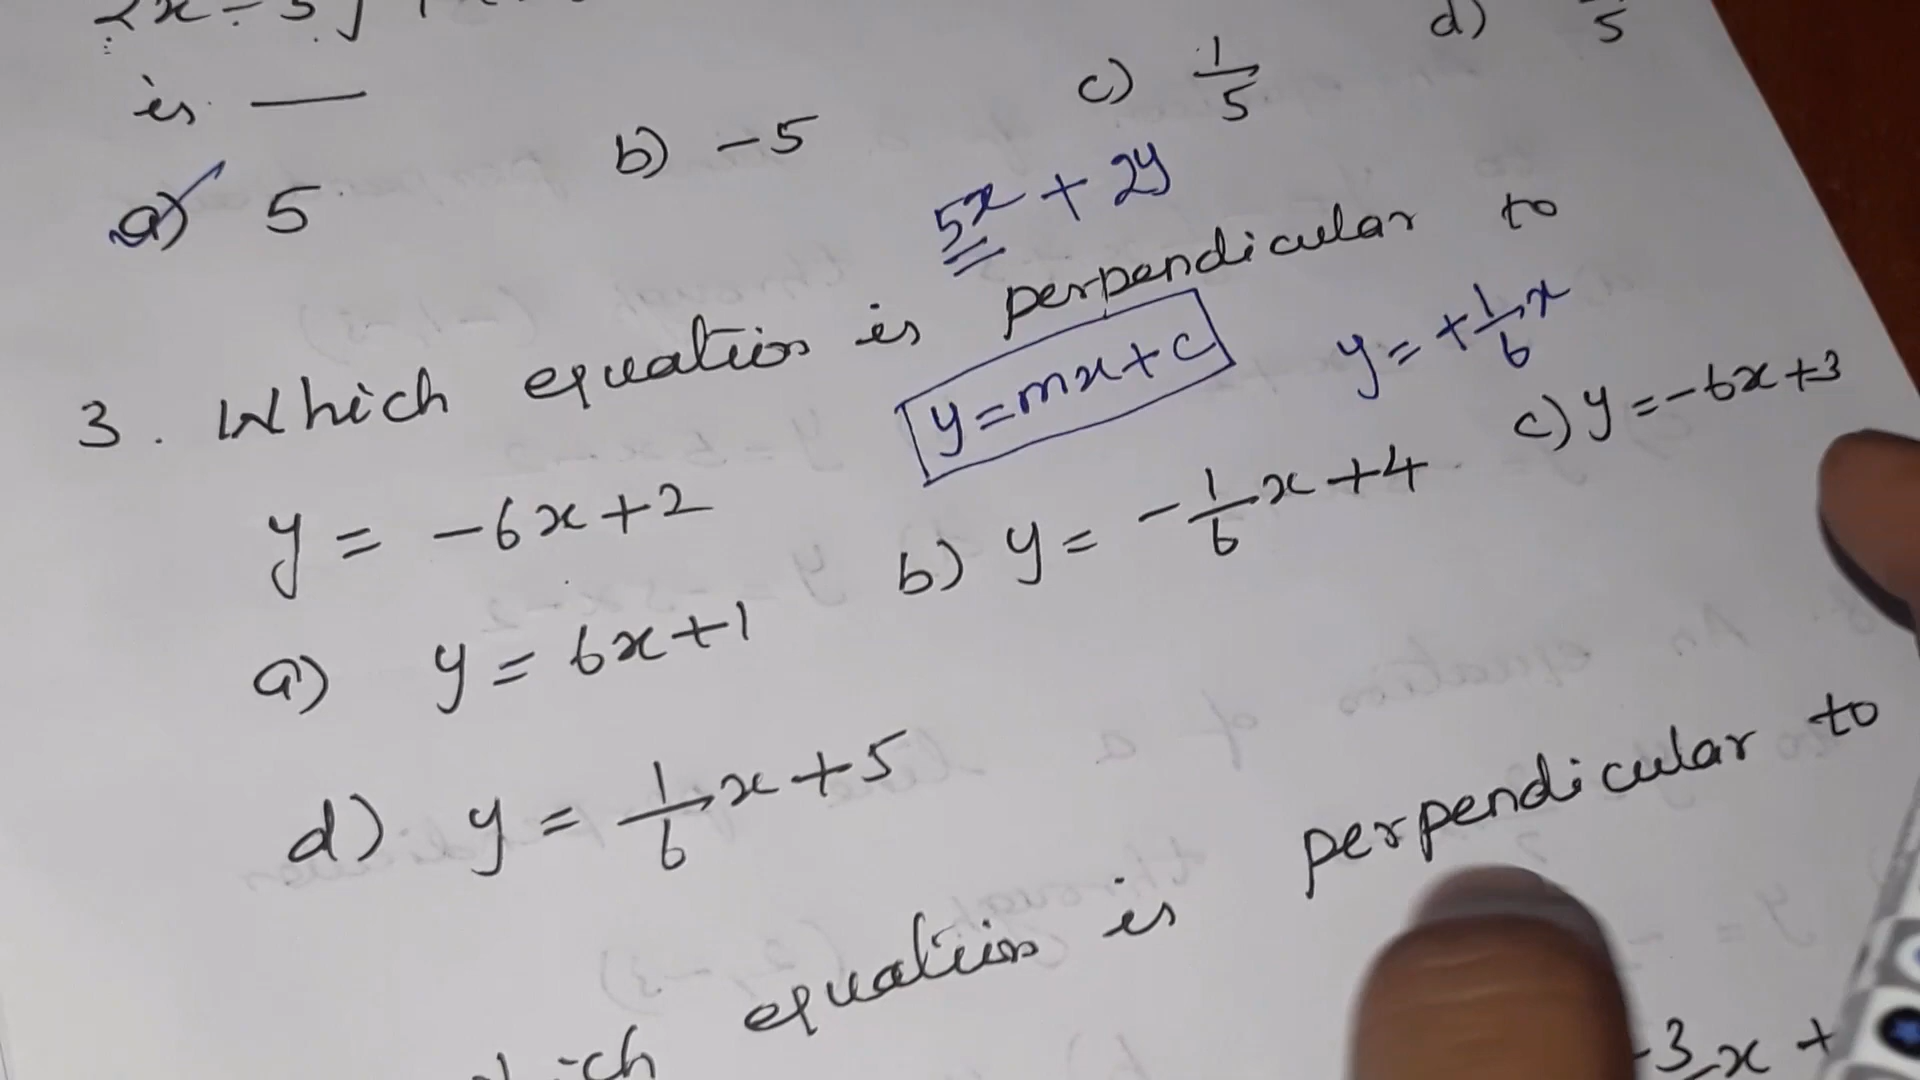 is —
c) 1/5
d) 5
b) -5
a) 5
5x + 2y
3. Which equation is perpendicular to
y = mx + c
y = + 1/6 x
y = -6x + 2
a) y = 6x + 1
b) y = - 1/6 x + 4
c) y = -6x + 3
d) y = 1/6 x + 5
equation is perpendicular to
-3 x +